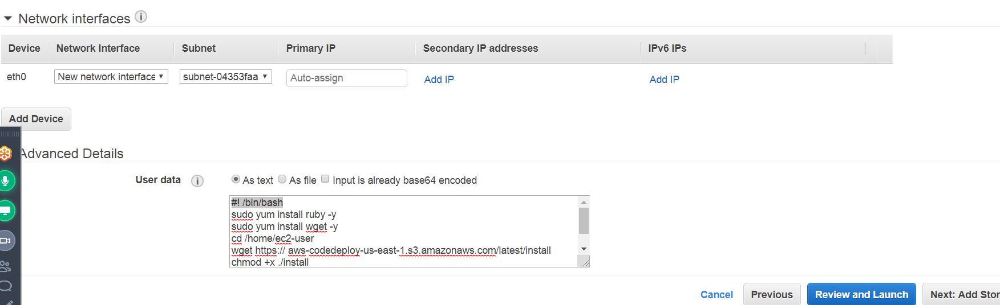 Network interfaces
Device Network Interface Subnet Primary IP Secondary IP addresses IPv6 IPs
eth0 New network interface subnet-04353faa Auto-assign Add IP Add IP
Add Device
Advanced Details
User data As text As file Input is already base64 encoded
#! /bin/bash
sudo yum install ruby -y
sudo yum install wget -y
cd /home/ec2-user
wget https:// aws-codedeploy-us-east-1.s3.amazonaws.com/latest/install
chmod +x ./install
Cancel Previous Review and Launch Next: Add Stor